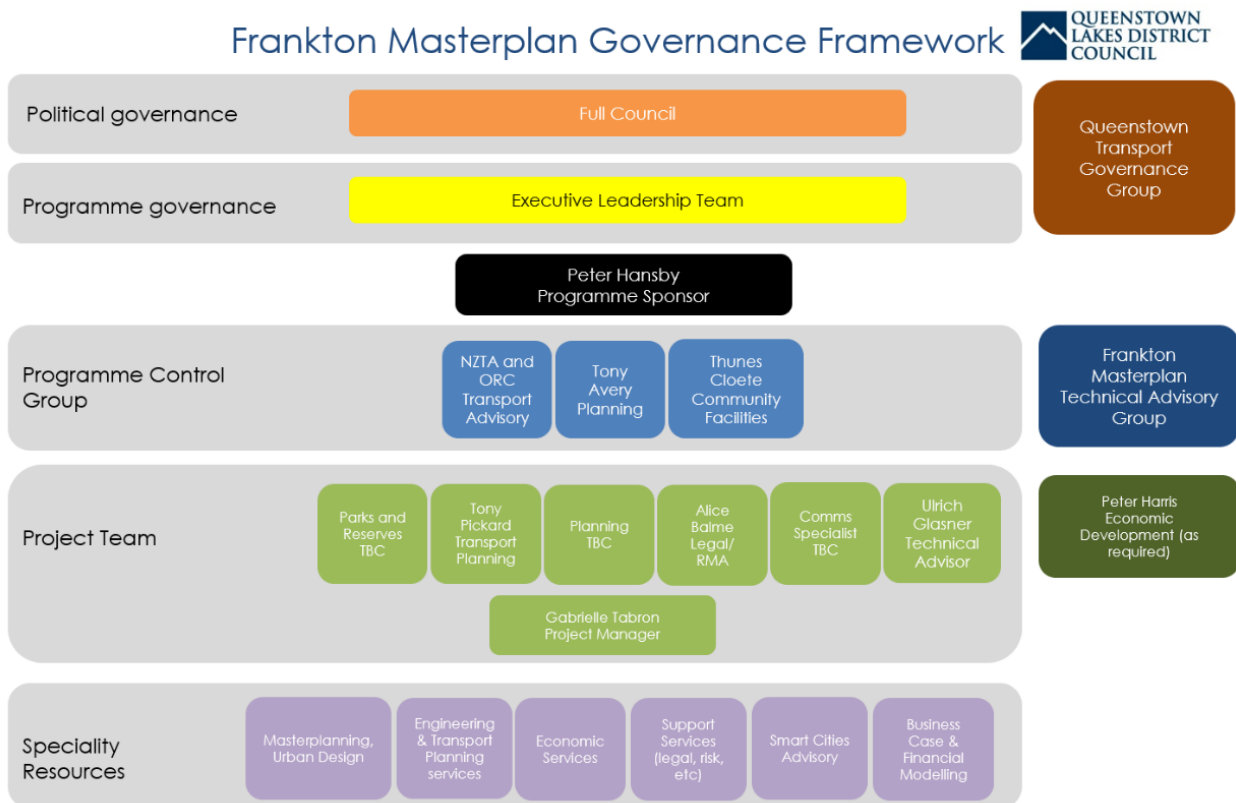 Frankton Masterplan Governance Framework
QUEENSTOWN
LAKES DISTRICT
COUNCIL
Political governance
Full Council
Queenstown
Transport
Governance
Group
Programme governance
Executive Leadership Team
Peter Hansby
Programme Sponsor
Programme Control
Group
NZTA and
ORC
Transport
Advisory
Tony
Avery
Planning
Thunes
Cloete
Community
Facilities
Frankton
Masterplan
Technical Advisory
Group
Project Team
Parks and
Reserves
TBC
Tony
Pickard
Transport
Planning
Planning
TBC
Alice
Balme
Legal/
RMA
Comms
Specialist
TBC
Ulrich
Glasner
Technical
Advisor
Peter Harris
Economic
Development (as
required)
Gabrielle Tabron
Project Manager
Speciality
Resources
Masterplanning,
Urban Design
Engineering
& Transport
Planning
services
Economic
Services
Support
Services
(legal, risk,
etc)
Smart Cities
Advisory
Business
Case &
Financial
Modelling